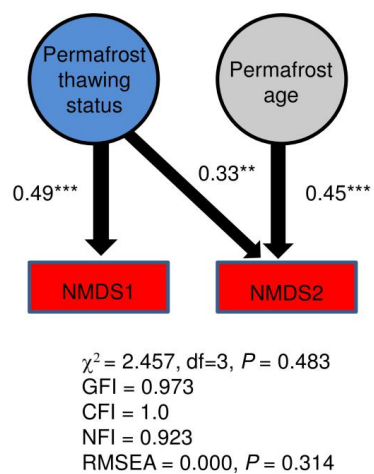 Permafrost
thawing
status
Permafrost
age
0.49***
0.33**
0.45***
NMDS1
NMDS2
χ² = 2.457, df=3, P = 0.483
GFI = 0.973
CFI = 1.0
NFI = 0.923
RMSEA = 0.000, P = 0.314